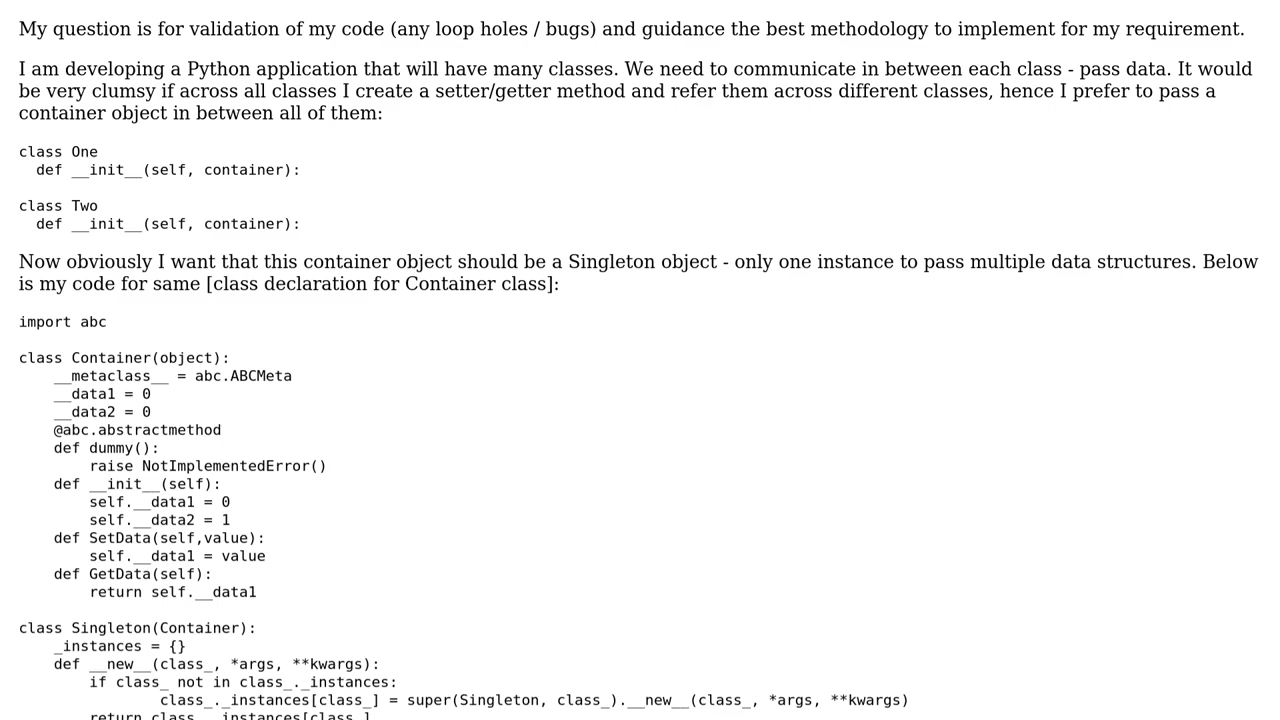 My question is for validation of my code (any loop holes / bugs) and guidance the best methodology to implement for my requirement.
I am developing a Python application that will have many classes. We need to communicate in between each class - pass data. It would
be very clumsy if across all classes I create a setter/getter method and refer them across different classes, hence I prefer to pass a
container object in between all of them:
class One
  def __init__(self, container):
class Two
  def __init__(self, container):
Now obviously I want that this container object should be a Singleton object - only one instance to pass multiple data structures. Below
is my code for same [class declaration for Container class]:
import abc
class Container(object):
    __metaclass__ = abc.ABCMeta
    __data1 = 0
    __data2 = 0
    @abc.abstractmethod
    def dummy():
        raise NotImplementedError()
    def __init__(self):
        self.__data1 = 0
        self.__data2 = 1
    def SetData(self,value):
        self.__data1 = value
    def GetData(self):
        return self.__data1
class Singleton(Container):
    _instances = {}
    def __new__(class_, *args, **kwargs):
        if class_ not in class_._instances:
                class_._instances[class_] = super(Singleton, class_).__new__(class_, *args, **kwargs)
        return class_._instances[class_]